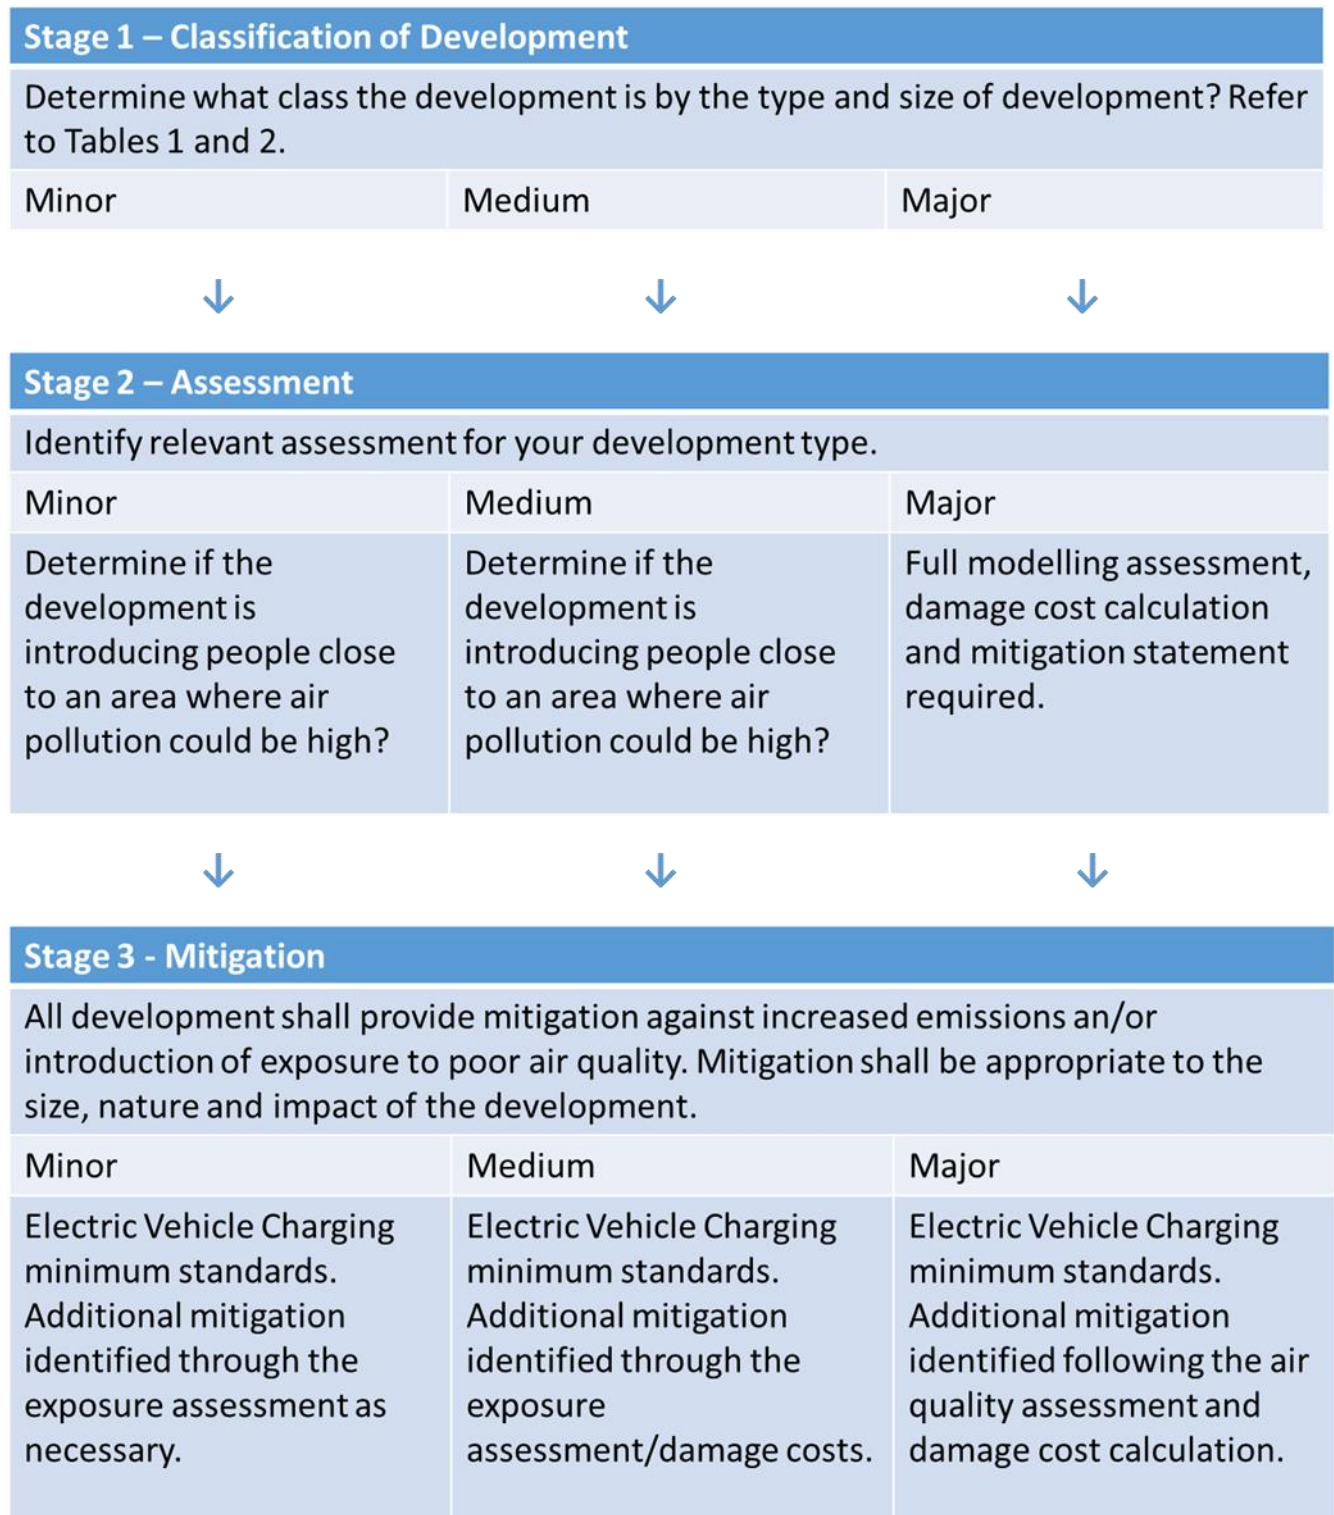 Stage 1 – Classification of Development
Determine what class the development is by the type and size of development? Refer
to Tables 1 and 2.
Minor
Medium
Major
Stage 2 – Assessment
Identify relevant assessment for your development type.
Minor
Medium
Major
Determine if the
development is
introducing people close
to an area where air
pollution could be high?
Determine if the
development is
introducing people close
to an area where air
pollution could be high?
Full modelling assessment,
damage cost calculation
and mitigation statement
required.
Stage 3 - Mitigation
All development shall provide mitigation against increased emissions an/or
introduction of exposure to poor air quality. Mitigation shall be appropriate to the
size, nature and impact of the development.
Minor
Medium
Major
Electric Vehicle Charging
minimum standards.
Additional mitigation
identified through the
exposure assessment as
necessary.
Electric Vehicle Charging
minimum standards.
Additional mitigation
identified through the
exposure
assessment/damage costs.
Electric Vehicle Charging
minimum standards.
Additional mitigation
identified following the air
quality assessment and
damage cost calculation.